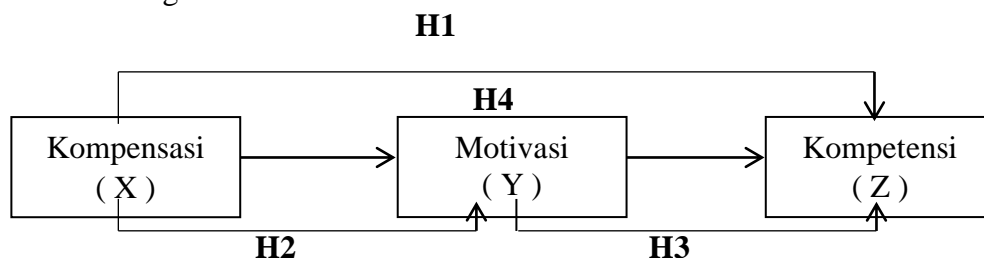 H1
H4
Kompensasi
( X )
Motivasi
( Y )
Kompetensi
( Z )
H2
H3